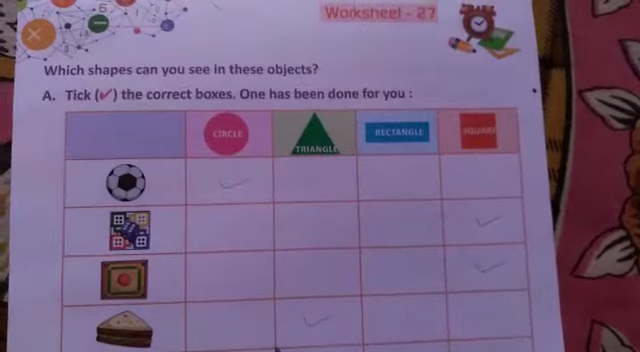 Worksheet - 27
Which shapes can you see in these objects?
A. Tick (✔) the correct boxes. One has been done for you :
CIRCLE
TRIANGLE
RECTANGLE
SQUARE